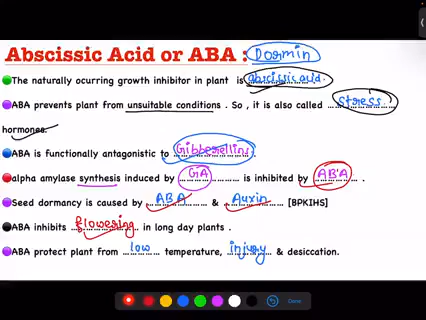 Abscissic Acid or ABA : Dormin
The naturally ocurring growth inhibitor in plant is abscissic acid.
ABA prevents plant from unsuitable conditions. So, it is also called stress
hormones.
ABA is functionally antagonistic to Gibberellins.
alpha amylase synthesis induced by GA is inhibited by ABA.
Seed dormancy is caused by ABA & Auxin [BPKIHS]
ABA inhibits flowering in long day plants.
ABA protect plant from low temperature, injury & desiccation.
Done